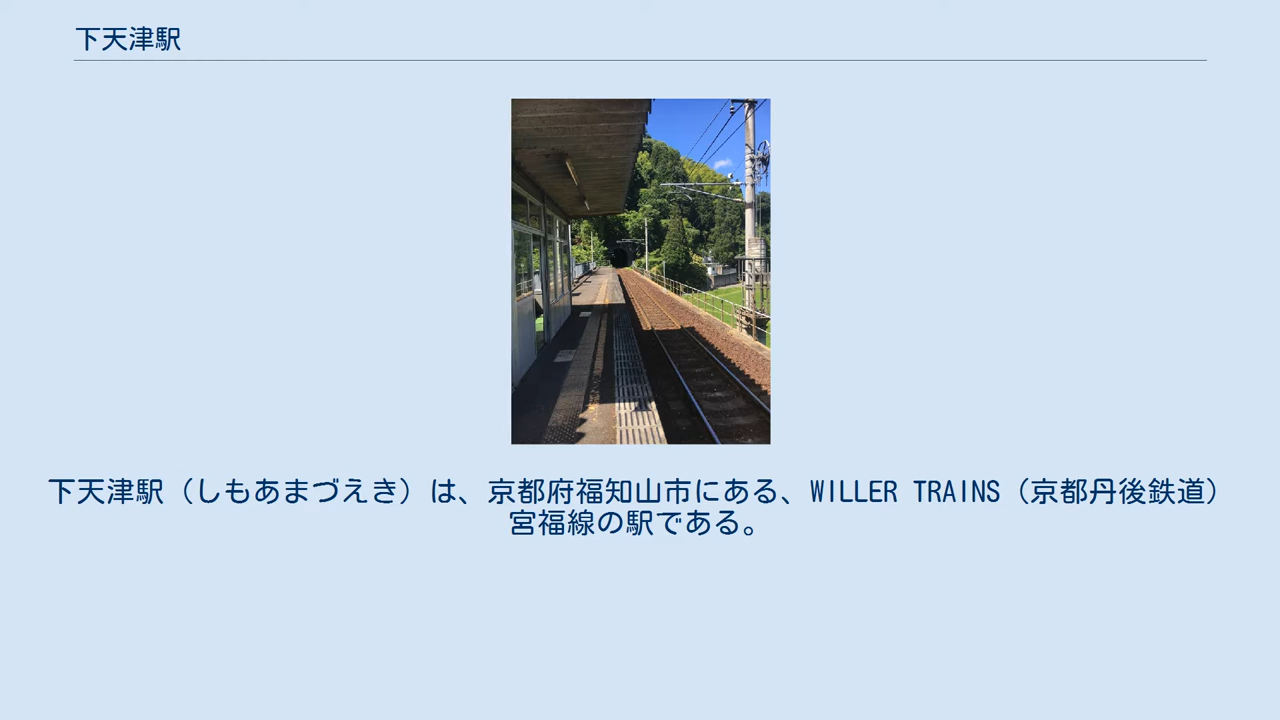 下天津駅
下天津駅（しもあまづえき）は、京都府福知山市にある、WILLER TRAINS（京都丹後鉄道）
宮福線の駅である。